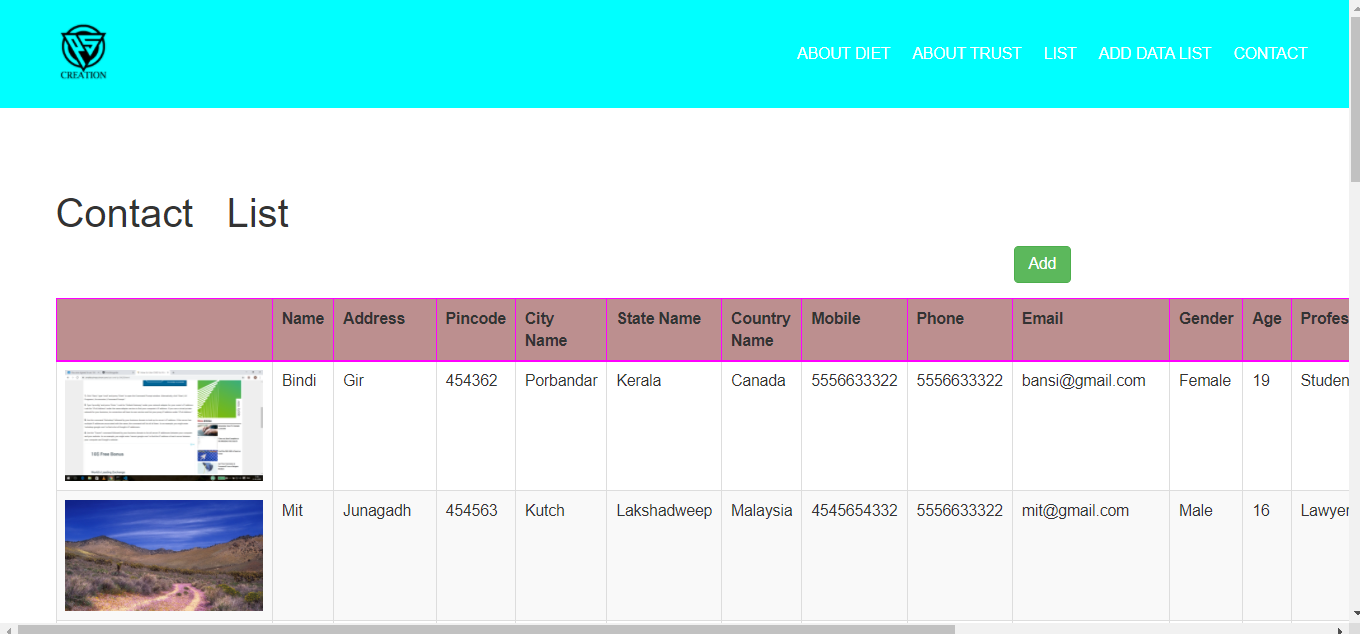 CREATION
ABOUT DIET ABOUT TRUST LIST ADD DATA LIST CONTACT
Contact List
Add
Name Address Pincode City Name State Name Country Name Mobile Phone Email Gender Age Profes
Bindi Gir 454362 Porbandar Kerala Canada 5556633322 5556633322 bansi@gmail.com Female 19 Studen
Mit Junagadh 454563 Kutch Lakshadweep Malaysia 4545654332 5556633322 mit@gmail.com Male 16 Lawyer